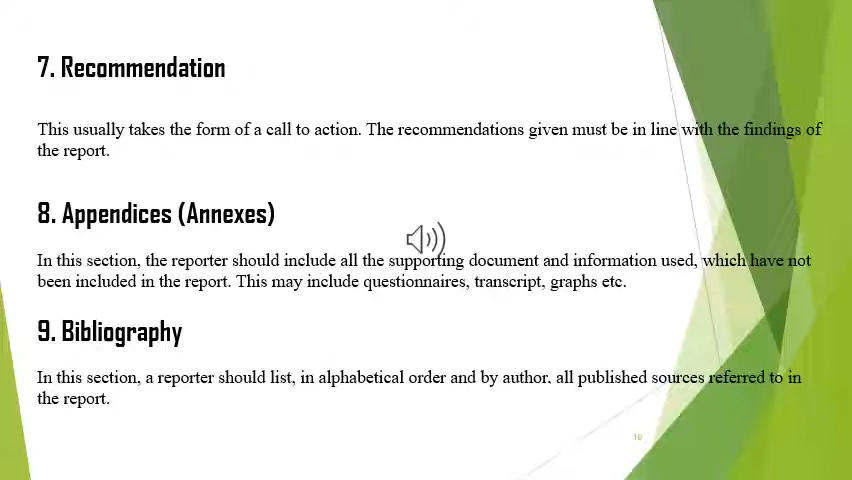 7. Recommendation
This usually takes the form of a call to action. The recommendations given must be in line with the findings of
the report.
8. Appendices (Annexes)
In this section, the reporter should include all the supporting document and information used, which have not
been included in the report. This may include questionnaires, transcript, graphs etc.
9. Bibliography
In this section, a reporter should list, in alphabetical order and by author, all published sources referred to in
the report.
10